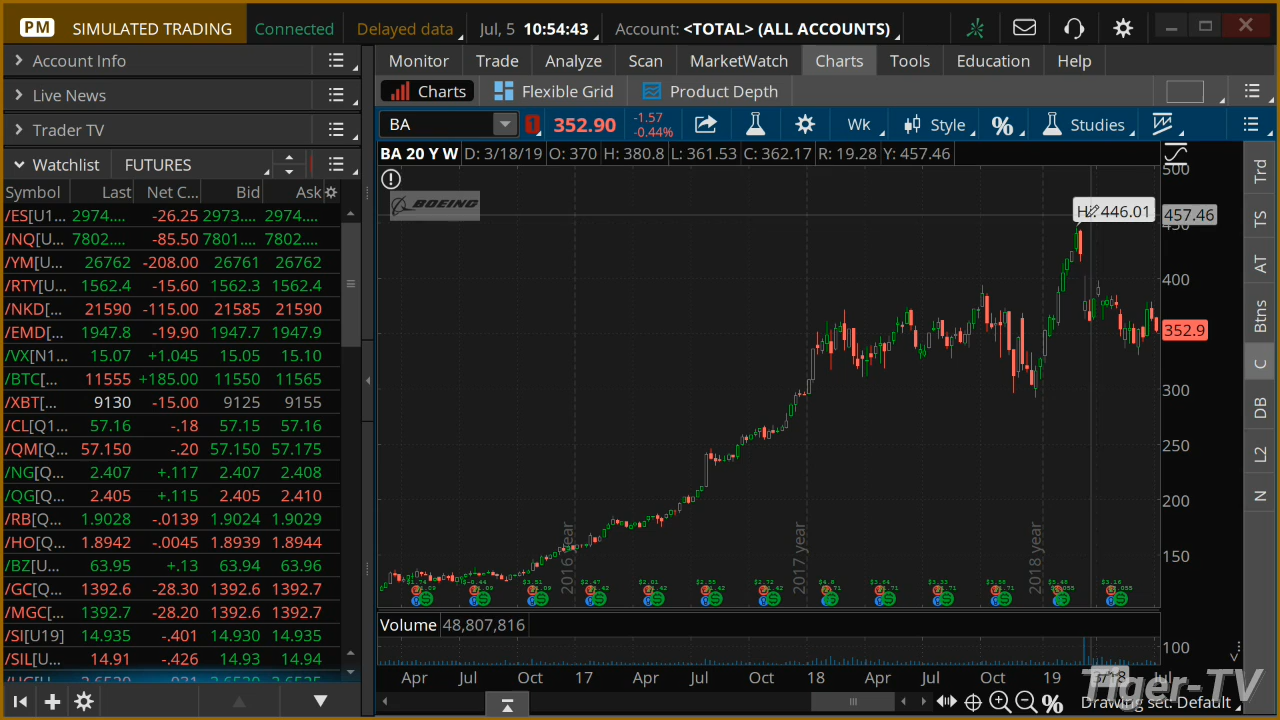 PM SIMULATED TRADING Connected Delayed data Jul, 5 10:54:43 Account: <TOTAL> (ALL ACCOUNTS)
Account Info
Live News
Trader TV
Watchlist FUTURES
Symbol Last Net C... Bid Ask
/ES[U1... 2974.... -26.25 2973.... 2974....
/NQ[U... 7802.... -85.50 7801.... 7802....
/YM[U... 26762 -208.00 26761 26762
/RTY[U... 1562.4 -15.60 1562.3 1562.4
/NKD[... 21590 -115.00 21585 21590
/EMD[... 1947.8 -19.90 1947.7 1947.9
/VX[N1... 15.07 +1.045 15.05 15.10
/BTC[... 11555 +185.00 11550 11565
/XBT[... 9130 -15.00 9125 9155
/CL[Q1... 57.16 -.18 57.15 57.16
/QM[Q... 57.150 -.20 57.150 57.175
/NG[Q... 2.407 +.117 2.407 2.408
/QG[Q... 2.405 +.115 2.405 2.410
/RB[Q... 1.9028 -.0139 1.9024 1.9029
/HO[Q... 1.8942 -.0045 1.8939 1.8944
/BZ[U... 63.95 +.13 63.94 63.96
/GC[Q... 1392.6 -28.30 1392.6 1392.7
/MGC[... 1392.7 -28.20 1392.6 1392.7
/SI[U19] 14.935 -.401 14.930 14.935
/SIL[U... 14.91 -.426 14.93 14.94
Monitor Trade Analyze Scan MarketWatch Charts Tools Education Help
Charts Flexible Grid Product Depth
BA 1 352.90 -1.57 -0.44% Wk Style % Studies
BA 20 Y W D: 3/18/19 O: 370 H: 380.8 L: 361.53 C: 362.17 R: 19.28 Y: 457.46
BOEING
500
Hi: 446.01 457.46
450
400
352.9
300
250
200
150
2016 year 2017 year 2018 year
Trd
TS
AT
Btns
C
DB
L2
N
Volume 48,807,816
100
Apr Jul Oct 17 Apr Jul Oct 18 Apr Jul Oct 19 Jul
Drawing set: Default
Tiger-TV